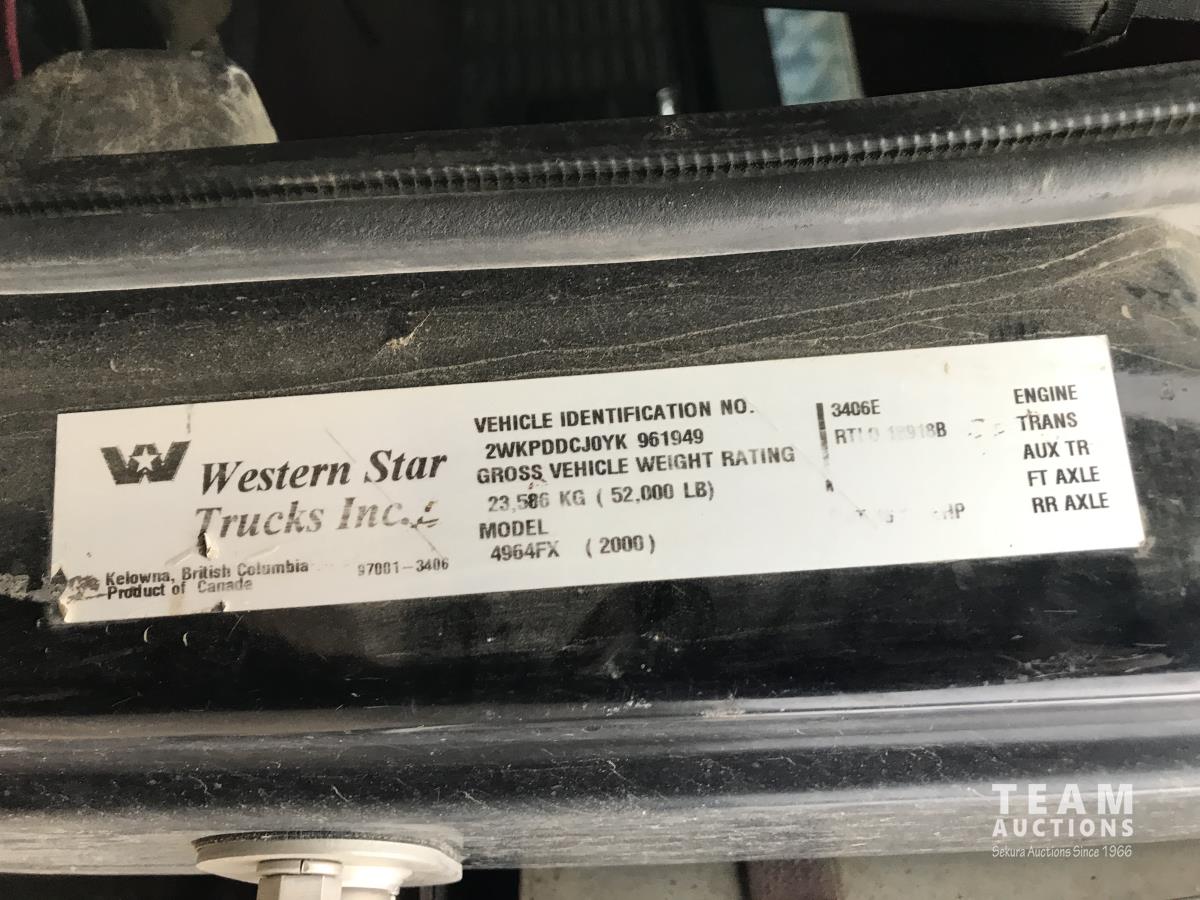 Western Star
Trucks Inc.
Kelowna, British Columbia 97001-3406
Product of Canada
VEHICLE IDENTIFICATION NO.
2WKPDDCJ0YK 961949
GROSS VEHICLE WEIGHT RATING
23,586 KG ( 52,000 LB)
MODEL
4964FX ( 2000 )
3406E ENGINE
18918B TRANS
AUX TR
FT AXLE
RR AXLE
TEAM
AUCTIONS
Sekura Auctions Since 1966